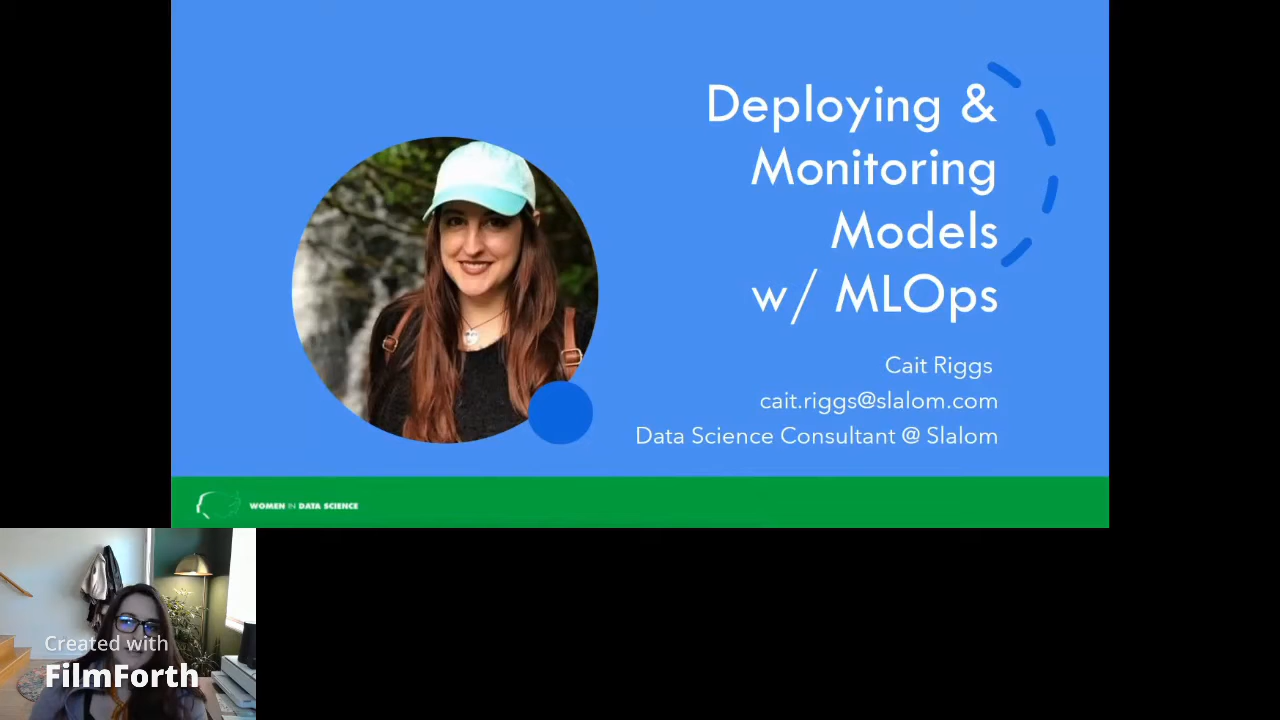 Deploying &
Monitoring
Models
w/ MLOps
Cait Riggs
cait.riggs@slalom.com
Data Science Consultant @ Slalom
WOMEN IN DATA SCIENCE
Created with
FilmForth